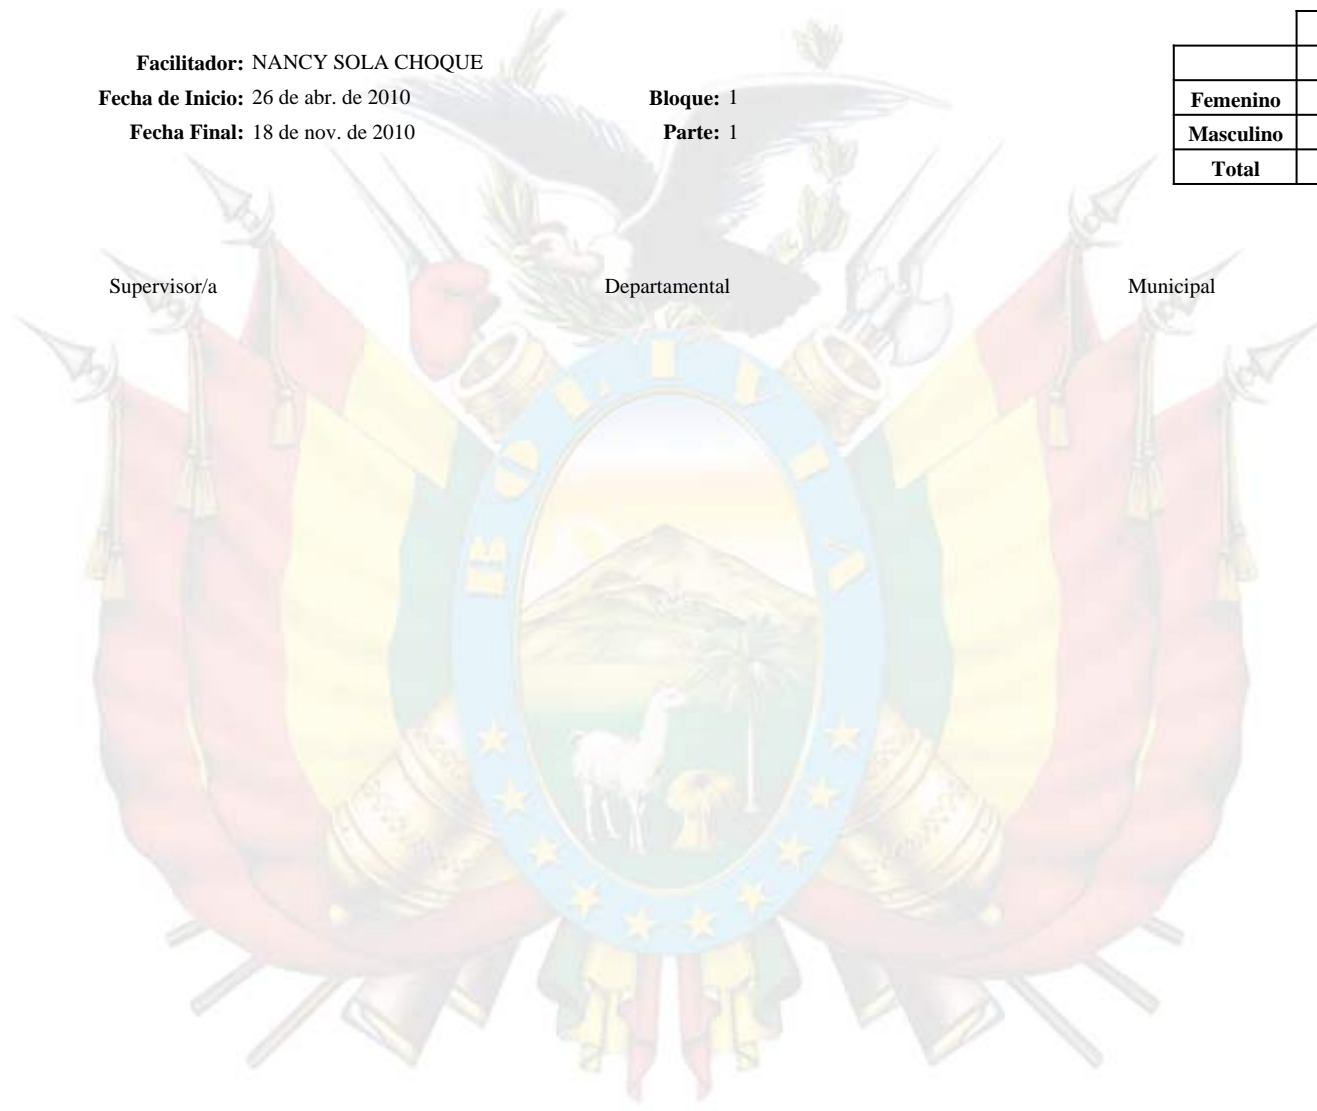 Facilitador: NANCY SOLA CHOQUE
Fecha de Inicio: 26 de abr. de 2010 Bloque: 1
Fecha Final: 18 de nov. de 2010 Parte: 1
Femenino
Masculino
Total
Supervisor/a Departamental Municipal
BOLIVIA